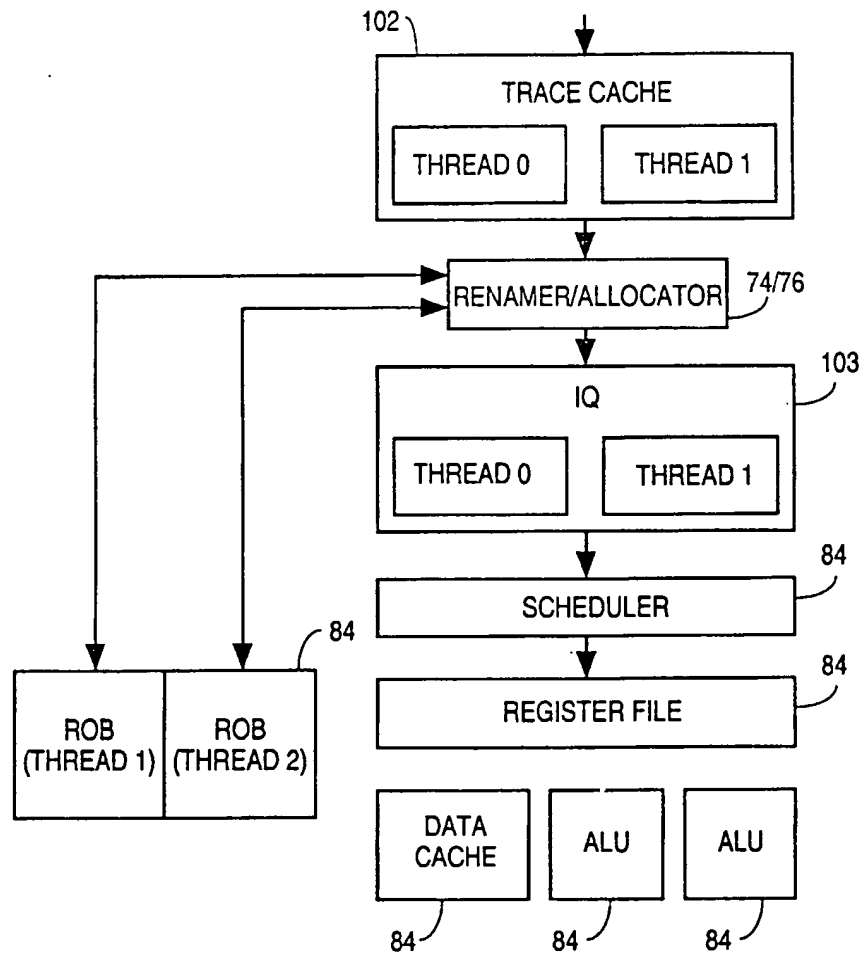 102
TRACE CACHE
THREAD 0
THREAD 1
RENAMER/ALLOCATOR
74/76
103
IQ
THREAD 0
THREAD 1
84
SCHEDULER
84
84
REGISTER FILE
ROB
(THREAD 1)
ROB
(THREAD 2)
DATA
CACHE
ALU
ALU
84
84
84